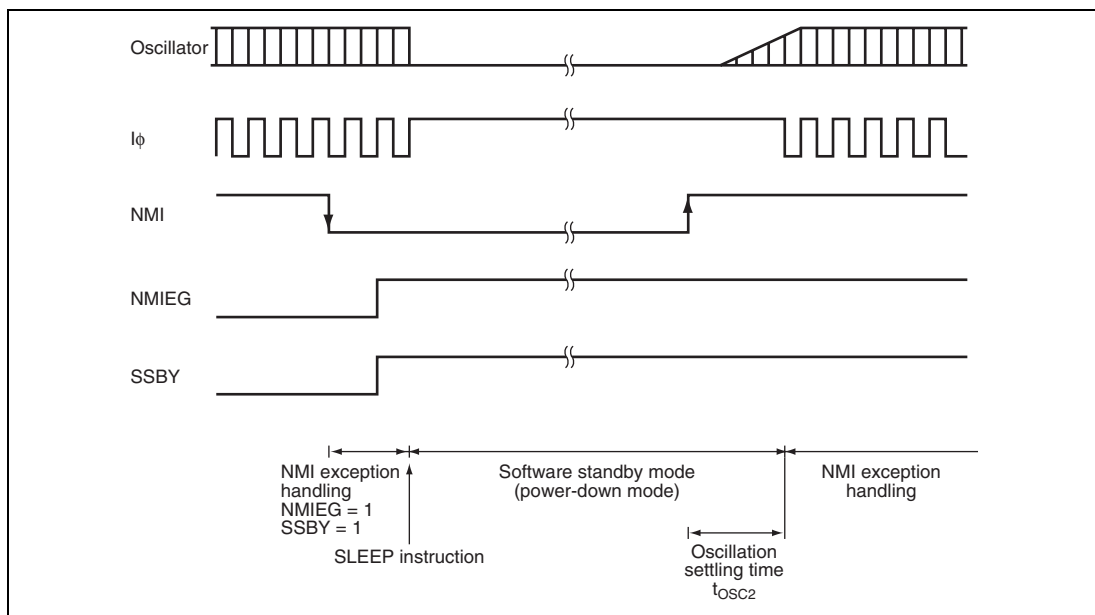 Oscillator
Iφ
NMI
NMIEG
SSBY
NMI exception
handling
NMIEG = 1
SSBY = 1
SLEEP instruction
Software standby mode
(power-down mode)
Oscillation
settling time
tOSC2
NMI exception
handling